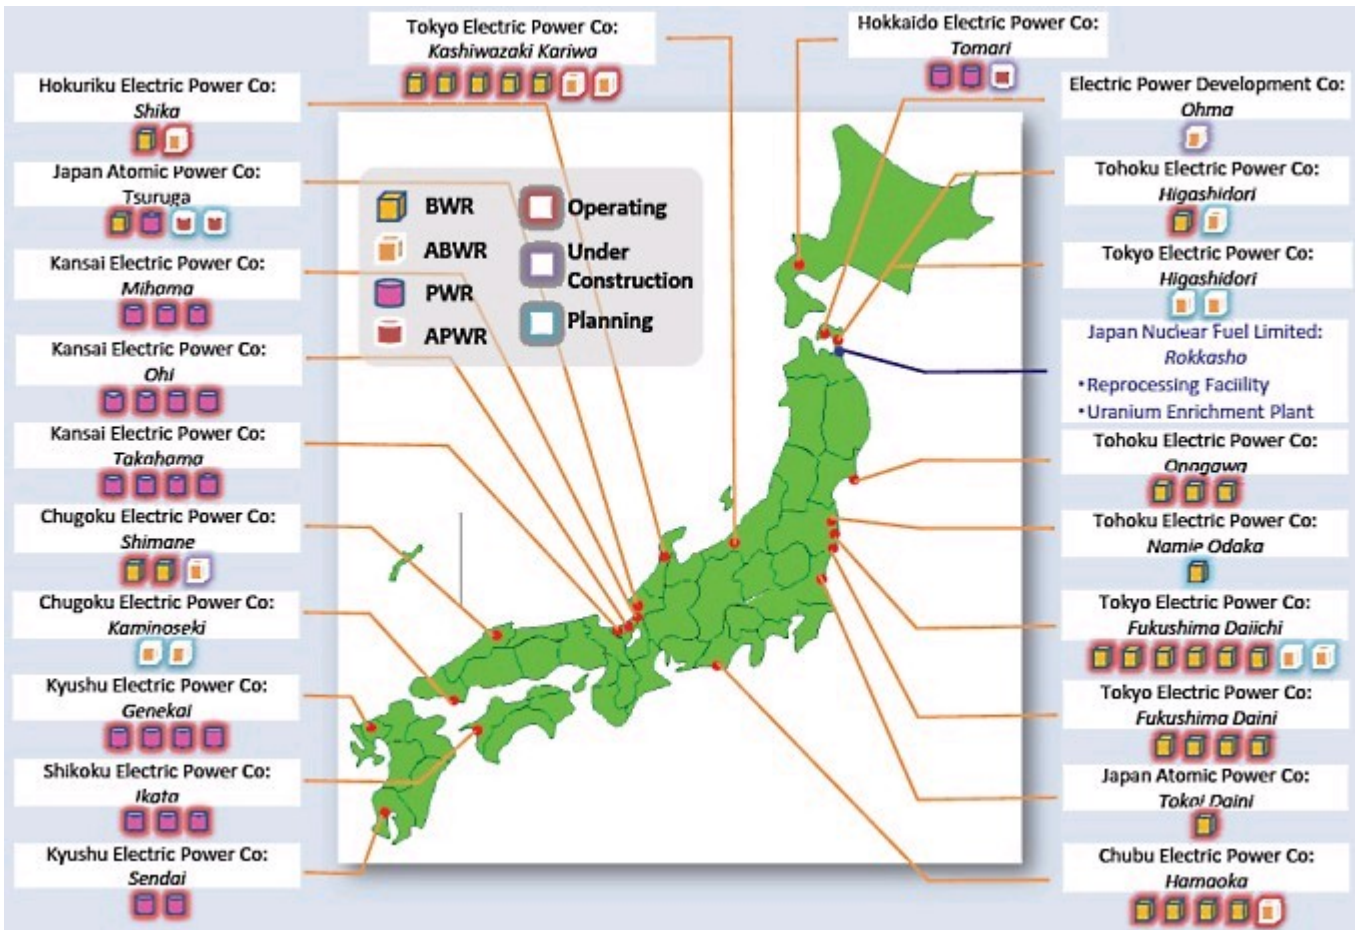 Tokyo Electric Power Co:
Kashiwazaki Kariwa
Hokkaido Electric Power Co:
Tomari
Hokuriku Electric Power Co:
Shika
Japan Atomic Power Co:
Tsuruga
Kansai Electric Power Co:
Mihama
Kansai Electric Power Co:
Ohi
Kansai Electric Power Co:
Takahama
Chugoku Electric Power Co:
Shimane
Chugoku Electric Power Co:
Kaminoseki
Kyushu Electric Power Co:
Genekai
Shikoku Electric Power Co:
Ikata
Kyushu Electric Power Co:
Sendai
BWR
ABWR
PWR
APWR
Operating
Under
Construction
Planning
Electric Power Development Co:
Ohma
Tohoku Electric Power Co:
Higashidori
Tokyo Electric Power Co:
Higashidori
Japan Nuclear Fuel Limited:
Rokkasho
•Reprocessing Faciility
•Uranium Enrichment Plant
Tohoku Electric Power Co:
Onagawa
Tohoku Electric Power Co:
Namie Odaka
Tokyo Electric Power Co:
Fukushima Daiichi
Tokyo Electric Power Co:
Fukushima Daini
Japan Atomic Power Co:
Tokai Daini
Chubu Electric Power Co:
Hamaoka